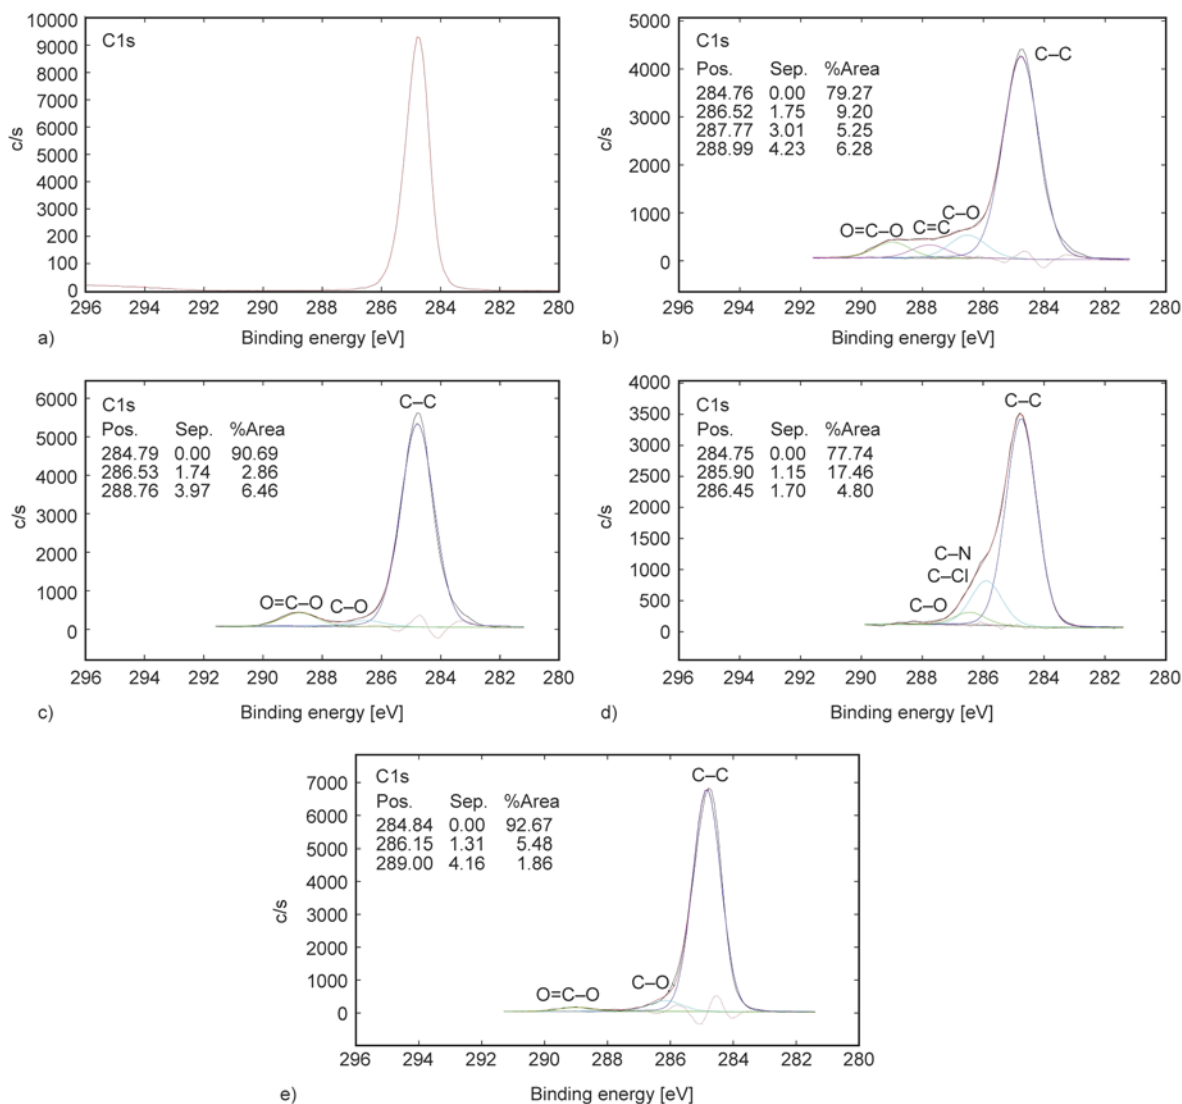 10000
9000
8000
7000
6000
5000
4000
3000
200
100
0
c/s
C1s
296 294 292 290 288 286 284 282 280
Binding energy [eV]
a)
5000
4000
3000
2000
1000
0
c/s
C1s
Pos. Sep. %Area
284.76 0.00 79.27
286.52 1.75 9.20
287.77 3.01 5.25
288.99 4.23 6.28
C–C
C–O
C=C
O=C–O
296 294 292 290 288 286 284 282 280
Binding energy [eV]
b)
6000
5000
4000
3000
2000
1000
0
c/s
C1s
Pos. Sep. %Area
284.79 0.00 90.69
286.53 1.74 2.86
288.76 3.97 6.46
C–C
O=C–O
C–O
296 294 292 290 288 286 284 282 280
Binding energy [eV]
c)
4000
3500
3000
2500
2000
1500
1000
500
0
c/s
C1s
Pos. Sep. %Area
284.75 0.00 77.74
285.90 1.15 17.46
286.45 1.70 4.80
C–C
C–N
C–Cl
C–O
296 294 292 290 288 286 284 282 280
Binding energy [eV]
d)
7000
6000
5000
4000
3000
2000
1000
0
c/s
C1s
Pos. Sep. %Area
284.84 0.00 92.67
286.15 1.31 5.48
289.00 4.16 1.86
C–C
C–O
O=C–O
296 294 292 290 288 286 284 282 280
Binding energy [eV]
e)